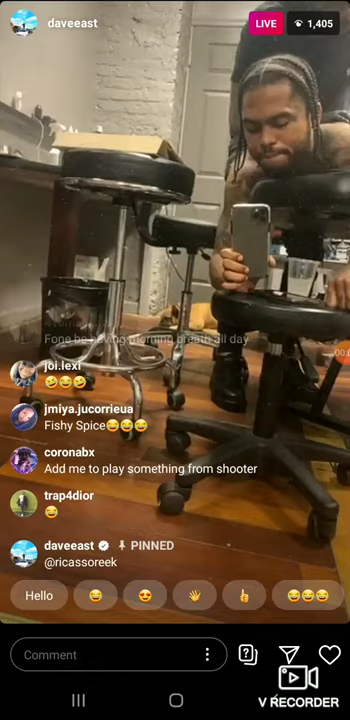 daveeast
LIVE
1,405
Fone be having morning breath all day
joi.lexi
jmiya.jucorrieua
Fishy Spice😂😂😂
coronabx
Add me to play something from shooter
trap4dior
daveeast PINNED
@ricassoreek
Hello
Comment
V RECORDER